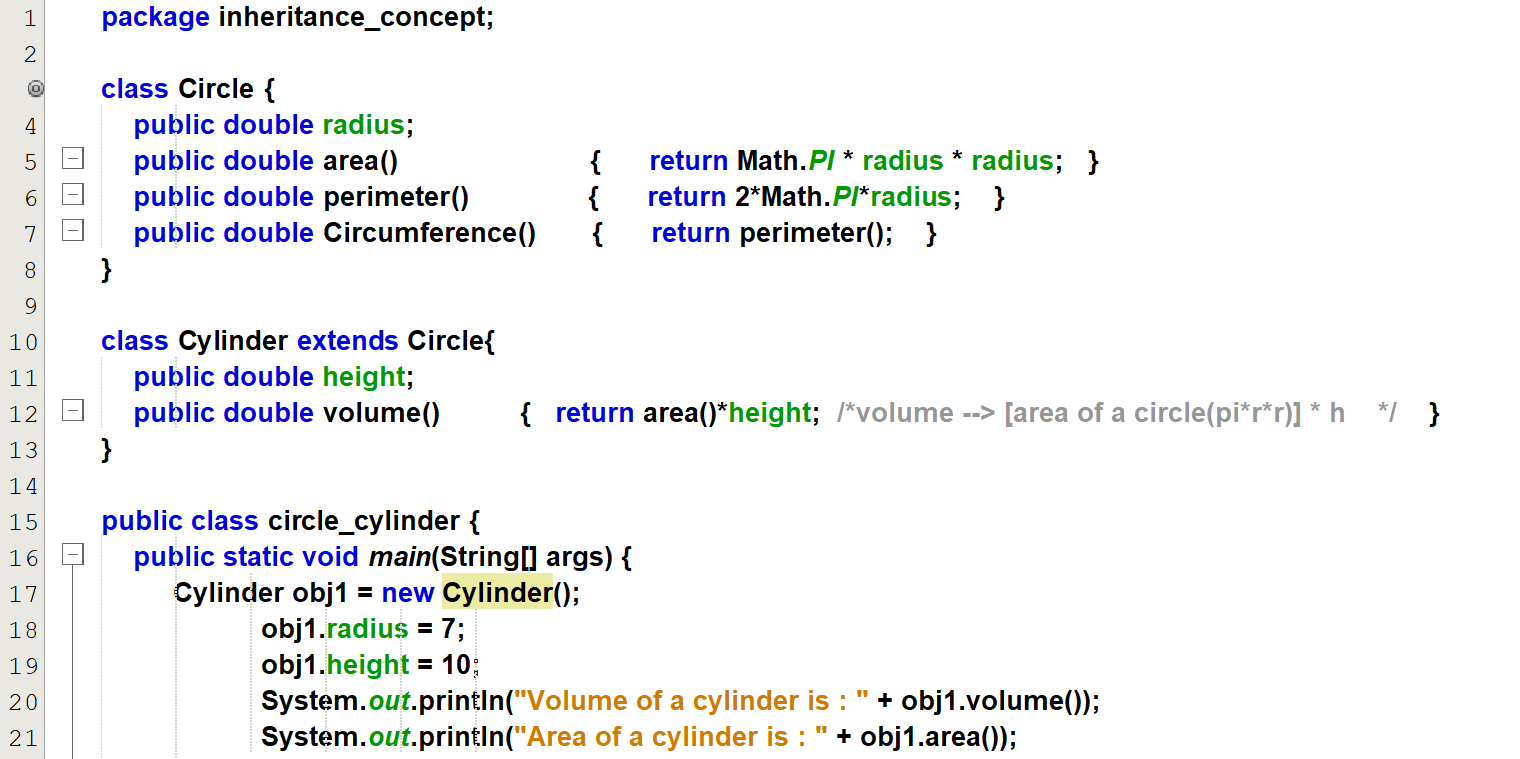 1 package inheritance_concept;
2
class Circle {
4 public double radius;
5 public double area() { return Math.PI * radius * radius; }
6 public double perimeter() { return 2*Math.PI*radius; }
7 public double Circumference() { return perimeter(); }
8 }
9
10 class Cylinder extends Circle{
11 public double height;
12 public double volume() { return area()*height; /*volume --> [area of a circle(pi*r*r)] * h */ }
13 }
14
15 public class circle_cylinder {
16 public static void main(String[] args) {
17 Cylinder obj1 = new Cylinder();
18 obj1.radius = 7;
19 obj1.height = 10;
20 System.out.println("Volume of a cylinder is : " + obj1.volume());
21 System.out.println("Area of a cylinder is : " + obj1.area());